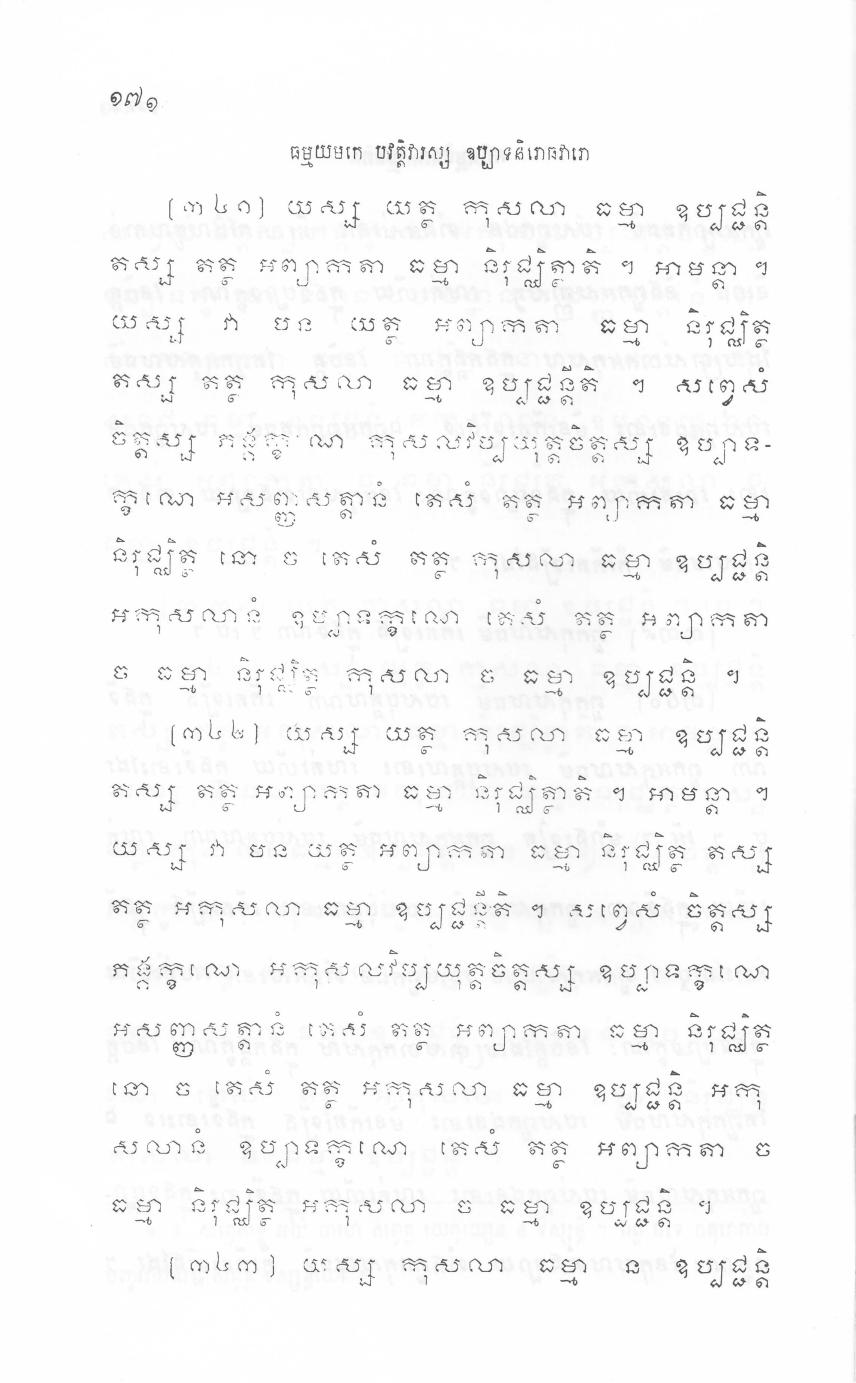 ១៧១
ធម្មយមកេ បវត្តិវារស្ស ឧប្បាទនិរោធវារោ
[៣៤១] យស្ស យត្ថ កុសលា ធម្មា ឧប្បជ្ជន្តិ
តស្ស តត្ថ អព្យាកតា ធម្មា និរុជ្ឈិត្ថាតិ ។ អាមន្តា ។
យស្ស វា បន យត្ថ អព្យាកតា ធម្មា និរុជ្ឈិត្ថ
តស្ស តត្ថ កុសលា ធម្មា ឧប្បជ្ជន្តីតិ ។ សព្វេសំ
ចិត្តស្ស ភង្គក្ខណេ កុសលវិប្បយុត្តចិត្តស្ស ឧប្បាទ-
ក្ខណេ អសញ្ញសត្តានំ តេសំ តត្ថ អព្យាកតា ធម្មា
និរុជ្ឈិត្ថ នោ ច តេសំ តត្ថ កុសលា ធម្មា ឧប្បជ្ជន្តិ
អកុសលានំ ឧប្បាទក្ខណេ តេសំ តត្ថ អព្យាកតា
ច ធម្មា និរុជ្ឈិត្ថ កុសលា ច ធម្មា ឧប្បជ្ជន្តិ ។
[៣៤២] យស្ស យត្ថ កុសលា ធម្មា ឧប្បជ្ជន្តិ
តស្ស តត្ថ អព្យាកតា ធម្មា និរុជ្ឈិត្ថាតិ ។ អាមន្តា ។
យស្ស វា បន យត្ថ អព្យាកតា ធម្មា និរុជ្ឈិត្ថ តស្ស
តត្ថ អកុសលា ធម្មា ឧប្បជ្ជន្តីតិ ។ សព្វេសំ ចិត្តស្ស
ភង្គក្ខណេ អកុសលវិប្បយុត្តចិត្តស្ស ឧប្បាទក្ខណេ
អសញ្ញសត្តានំ តេសំ តត្ថ អព្យាកតា ធម្មា និរុជ្ឈិត្ថ
នោ ច តេសំ តត្ថ អកុសលា ធម្មា ឧប្បជ្ជន្តិ អកុ
សលានំ ឧប្បាទក្ខណេ តេសំ តត្ថ អព្យាកតា ច
ធម្មា និរុជ្ឈិត្ថ អកុសលា ច ធម្មា ឧប្បជ្ជន្តិ ។
[៣៤៣] យស្ស កុសលា ធម្មា ន ឧប្បជ្ជន្តិ